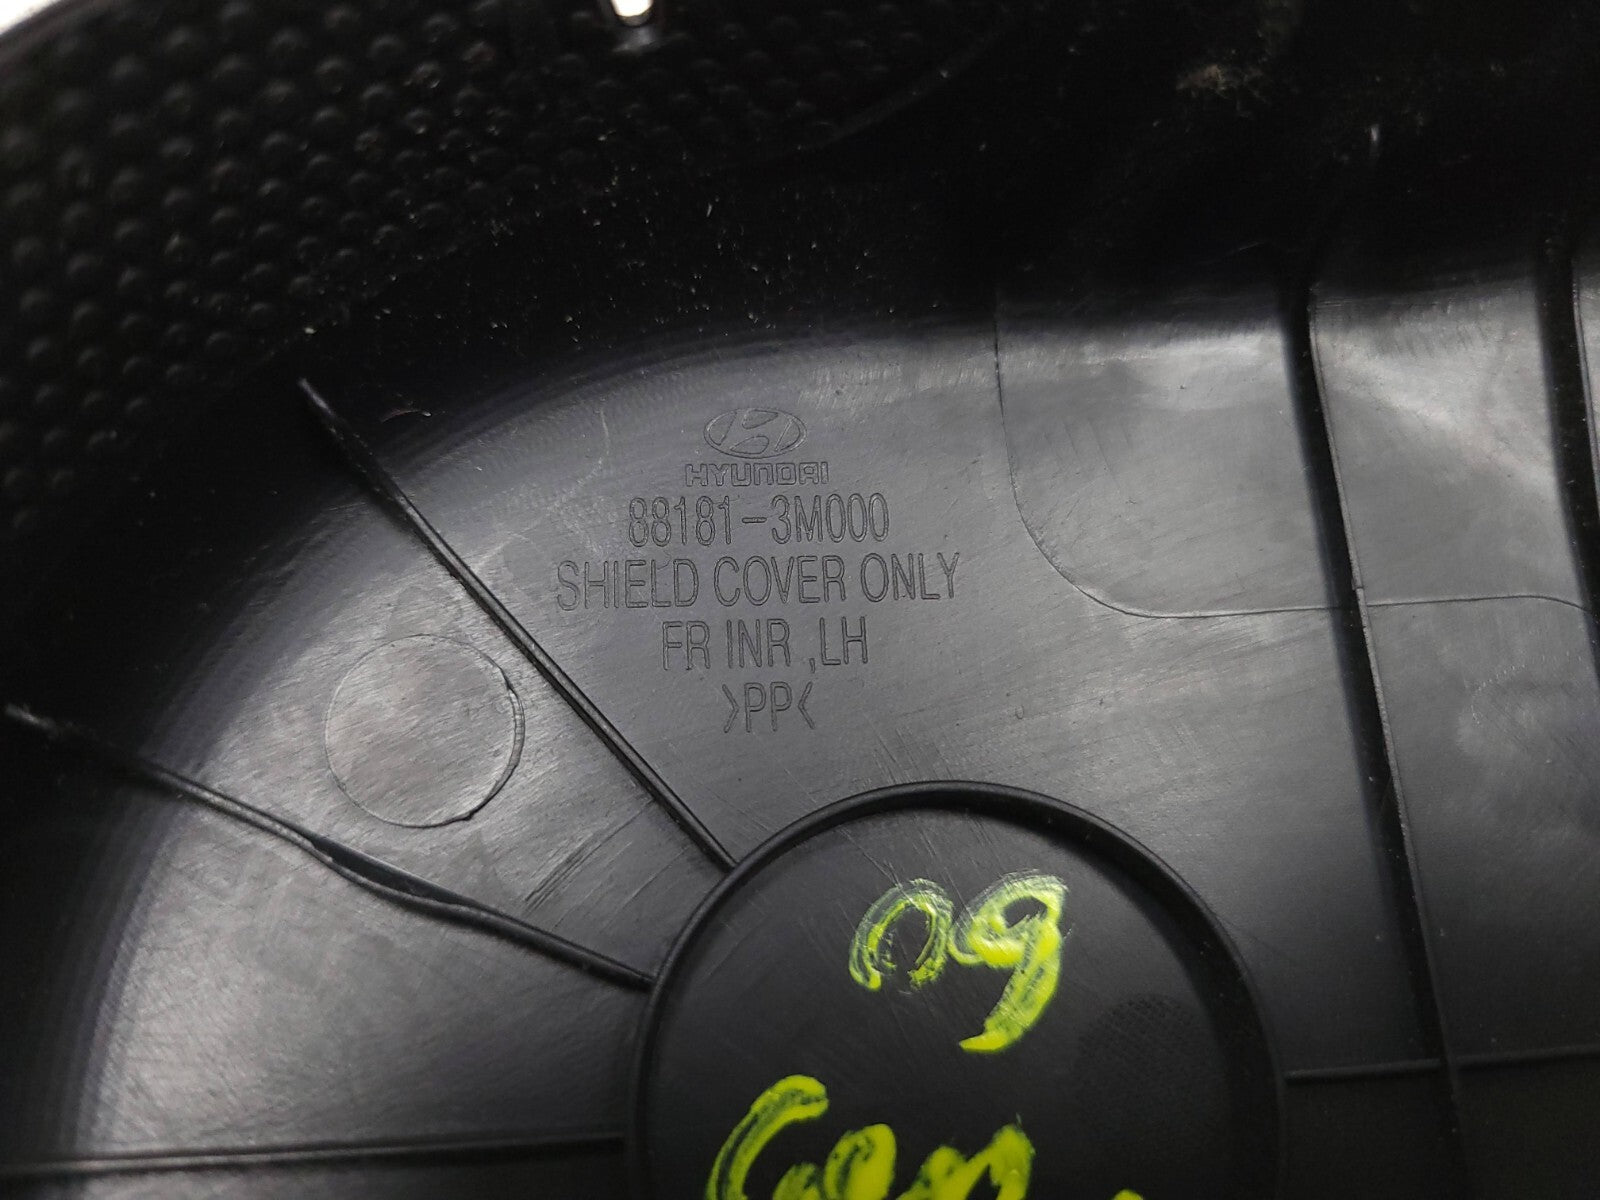 HYUNDAI
88181-3M000
SHIELD COVER ONLY
FR INR ,LH
>PP<
09